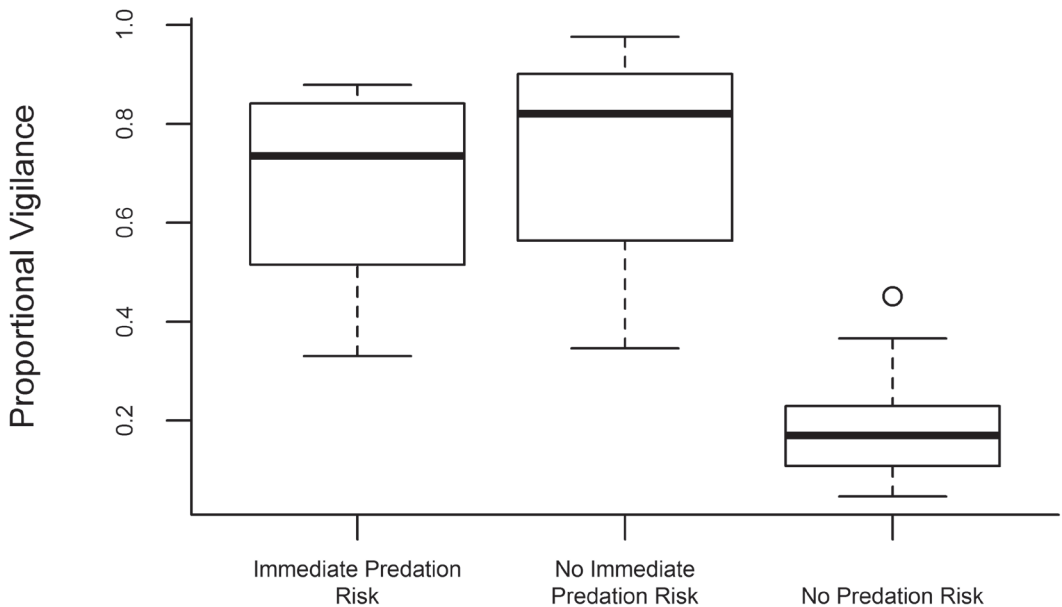 Proportional Vigilance
1.0
0.8
0.6
0.4
0.2
Immediate Predation
Risk
No Immediate
Predation Risk
No Predation Risk